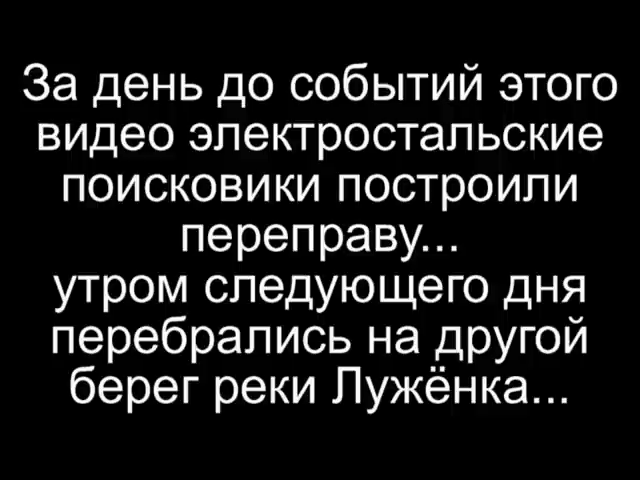 За день до событий этого
видео электростальские
поисковики построили
переправу...
утром следующего дня
перебрались на другой
берег реки Лужёнка...